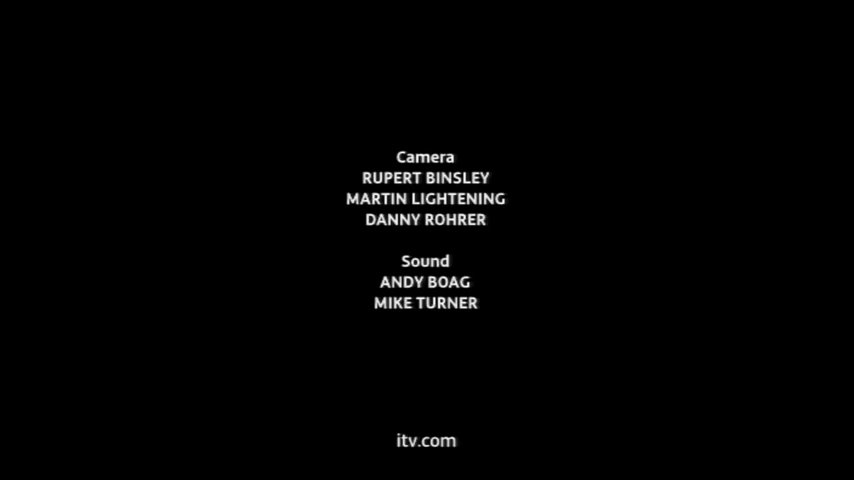 Camera
RUPERT BINSLEY
MARTIN LIGHTENING
DANNY ROHRER
Sound
ANDY BOAG
MIKE TURNER
itv.com